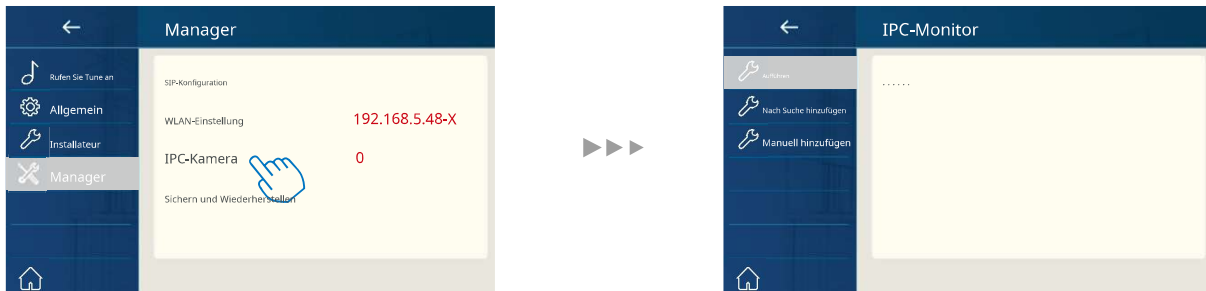 Manager
Rufen Sie Tune an
Allgemein
Installateur
Manager
SIP-Konfiguration
WLAN-Einstellung 192.168.5.48-X
IPC-Kamera 0
Sichern und Wiederherstellen
IPC-Monitor
Aufführen
Nach Suche hinzufügen
Manuell hinzufügen
......